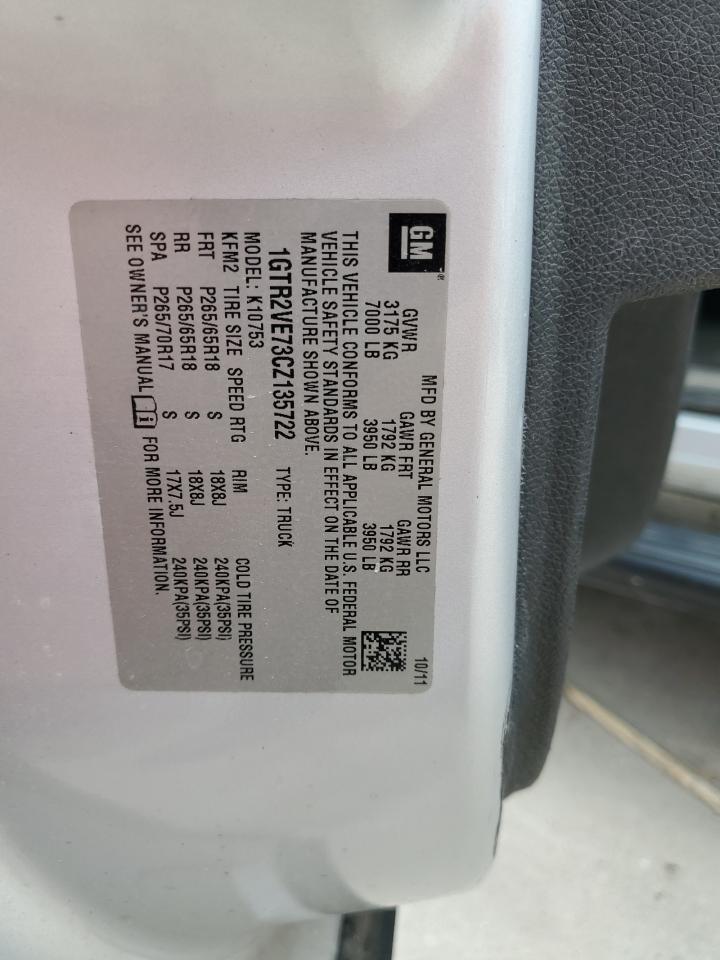 GM®
MFD BY GENERAL MOTORS LLC 10/11
GVWR GAWR FRT GAWR RR
3175 KG 1792 KG 1792 KG
7000 LB 3950 LB 3950 LB
THIS VEHICLE CONFORMS TO ALL APPLICABLE U.S. FEDERAL MOTOR
VEHICLE SAFETY STANDARDS IN EFFECT ON THE DATE OF
MANUFACTURE SHOWN ABOVE.
1GTR2VE73CZ135722 TYPE: TRUCK
MODEL: K10753
KFM2 TIRE SIZE SPEED RTG RIM COLD TIRE PRESSURE
FRT P265/65R18 S 18X8J 240KPA(35PSI)
RR P265/65R18 S 18X8J 240KPA(35PSI)
SPA P265/70R17 S 17X7.5J 240KPA(35PSI)
SEE OWNER'S MANUAL FOR MORE INFORMATION.